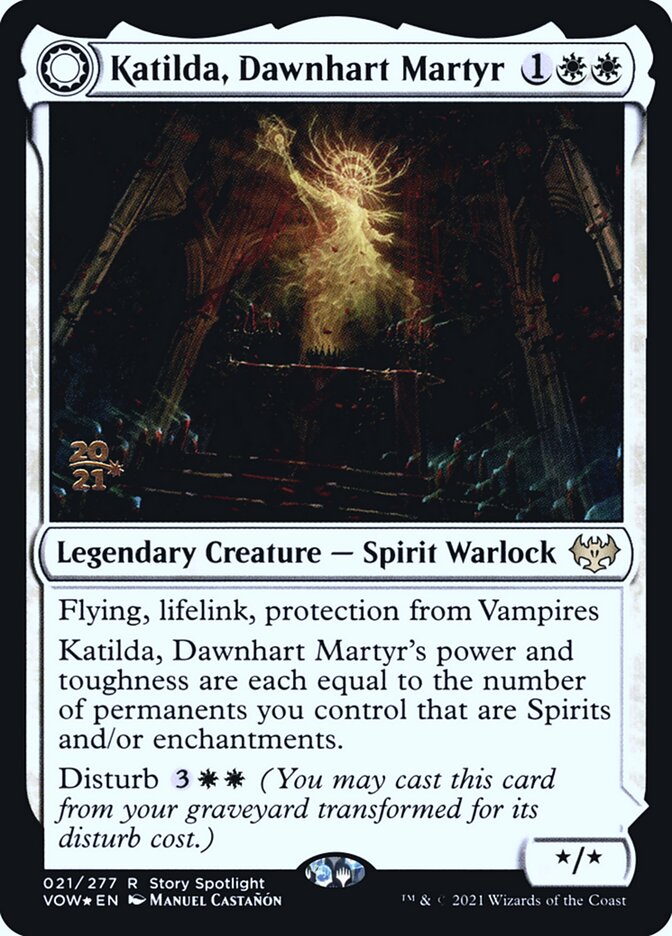 Katilda, Dawnhart Martyr 1
20
21
Legendary Creature — Spirit Warlock
Flying, lifelink, protection from Vampires
Katilda, Dawnhart Martyr's power and
toughness are each equal to the number
of permanents you control that are Spirits
and/or enchantments.
Disturb 3 (You may cast this card
from your graveyard transformed for its
disturb cost.)
★/★
021/277 R Story Spotlight
VOW★EN Manuel Castañón
™ & © 2021 Wizards of the Coast